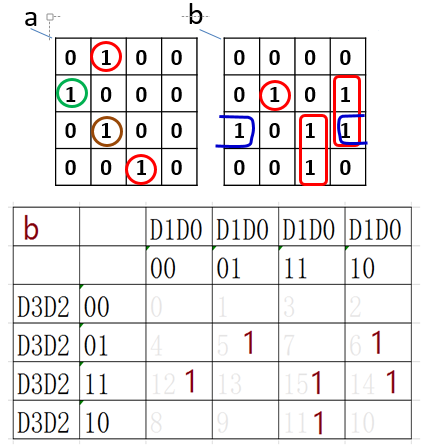 a b
0 1 0 0 0 0 0 0
1 0 0 0 0 1 0 1
0 1 0 0 1 0 1 1
0 0 1 0 0 0 1 0
b D1D0 D1D0 D1D0 D1D0
00 01 11 10
D3D2 00 0 1 3 2
D3D2 01 4 5 1 7 6 1
D3D2 11 12 1 13 15 1 14 1
D3D2 10 8 9 11 1 10